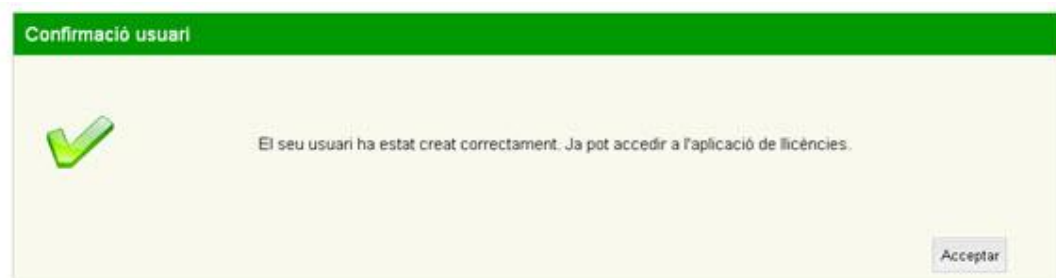 Confirmació usuari
El seu usuari ha estat creat correctament. Ja pot accedir a l'aplicació de llicències.
Acceptar